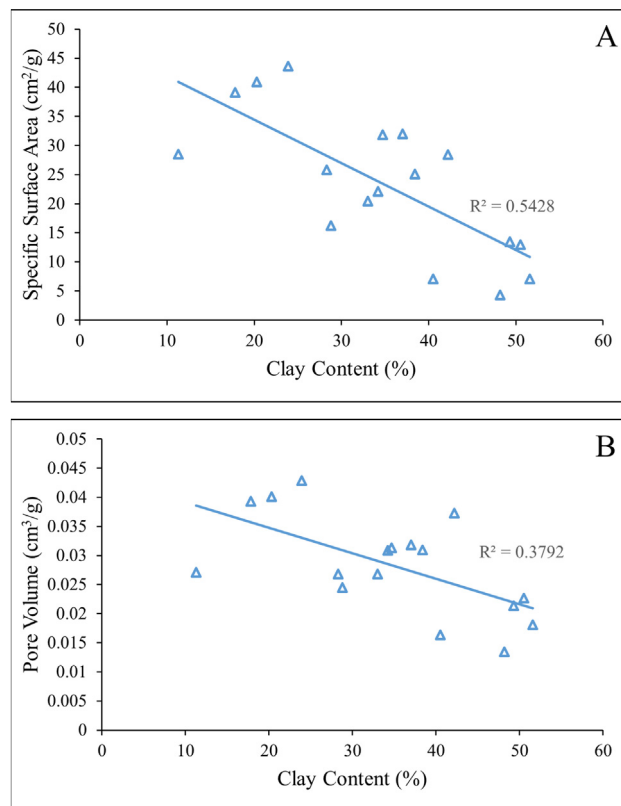 A
Specific Surface Area (cm²/g)
50
45
40
35
30
25
20
15
10
5
0
R² = 0.5428
0 10 20 30 40 50 60
Clay Content (%)
B
Pore Volume (cm³/g)
0.05
0.045
0.04
0.035
0.03
0.025
0.02
0.015
0.01
0.005
0
R² = 0.3792
0 10 20 30 40 50 60
Clay Content (%)